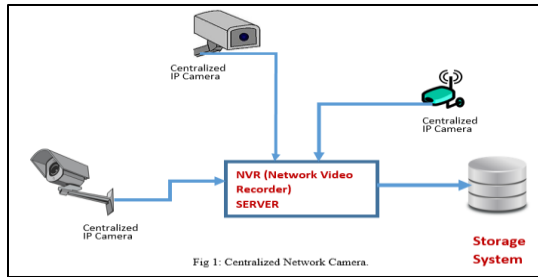 Centralized
IP Camera
Centralized
IP Camera
Centralized
IP Camera
NVR (Network Video
Recorder)
SERVER
Storage
System
Fig 1: Centralized Network Camera.